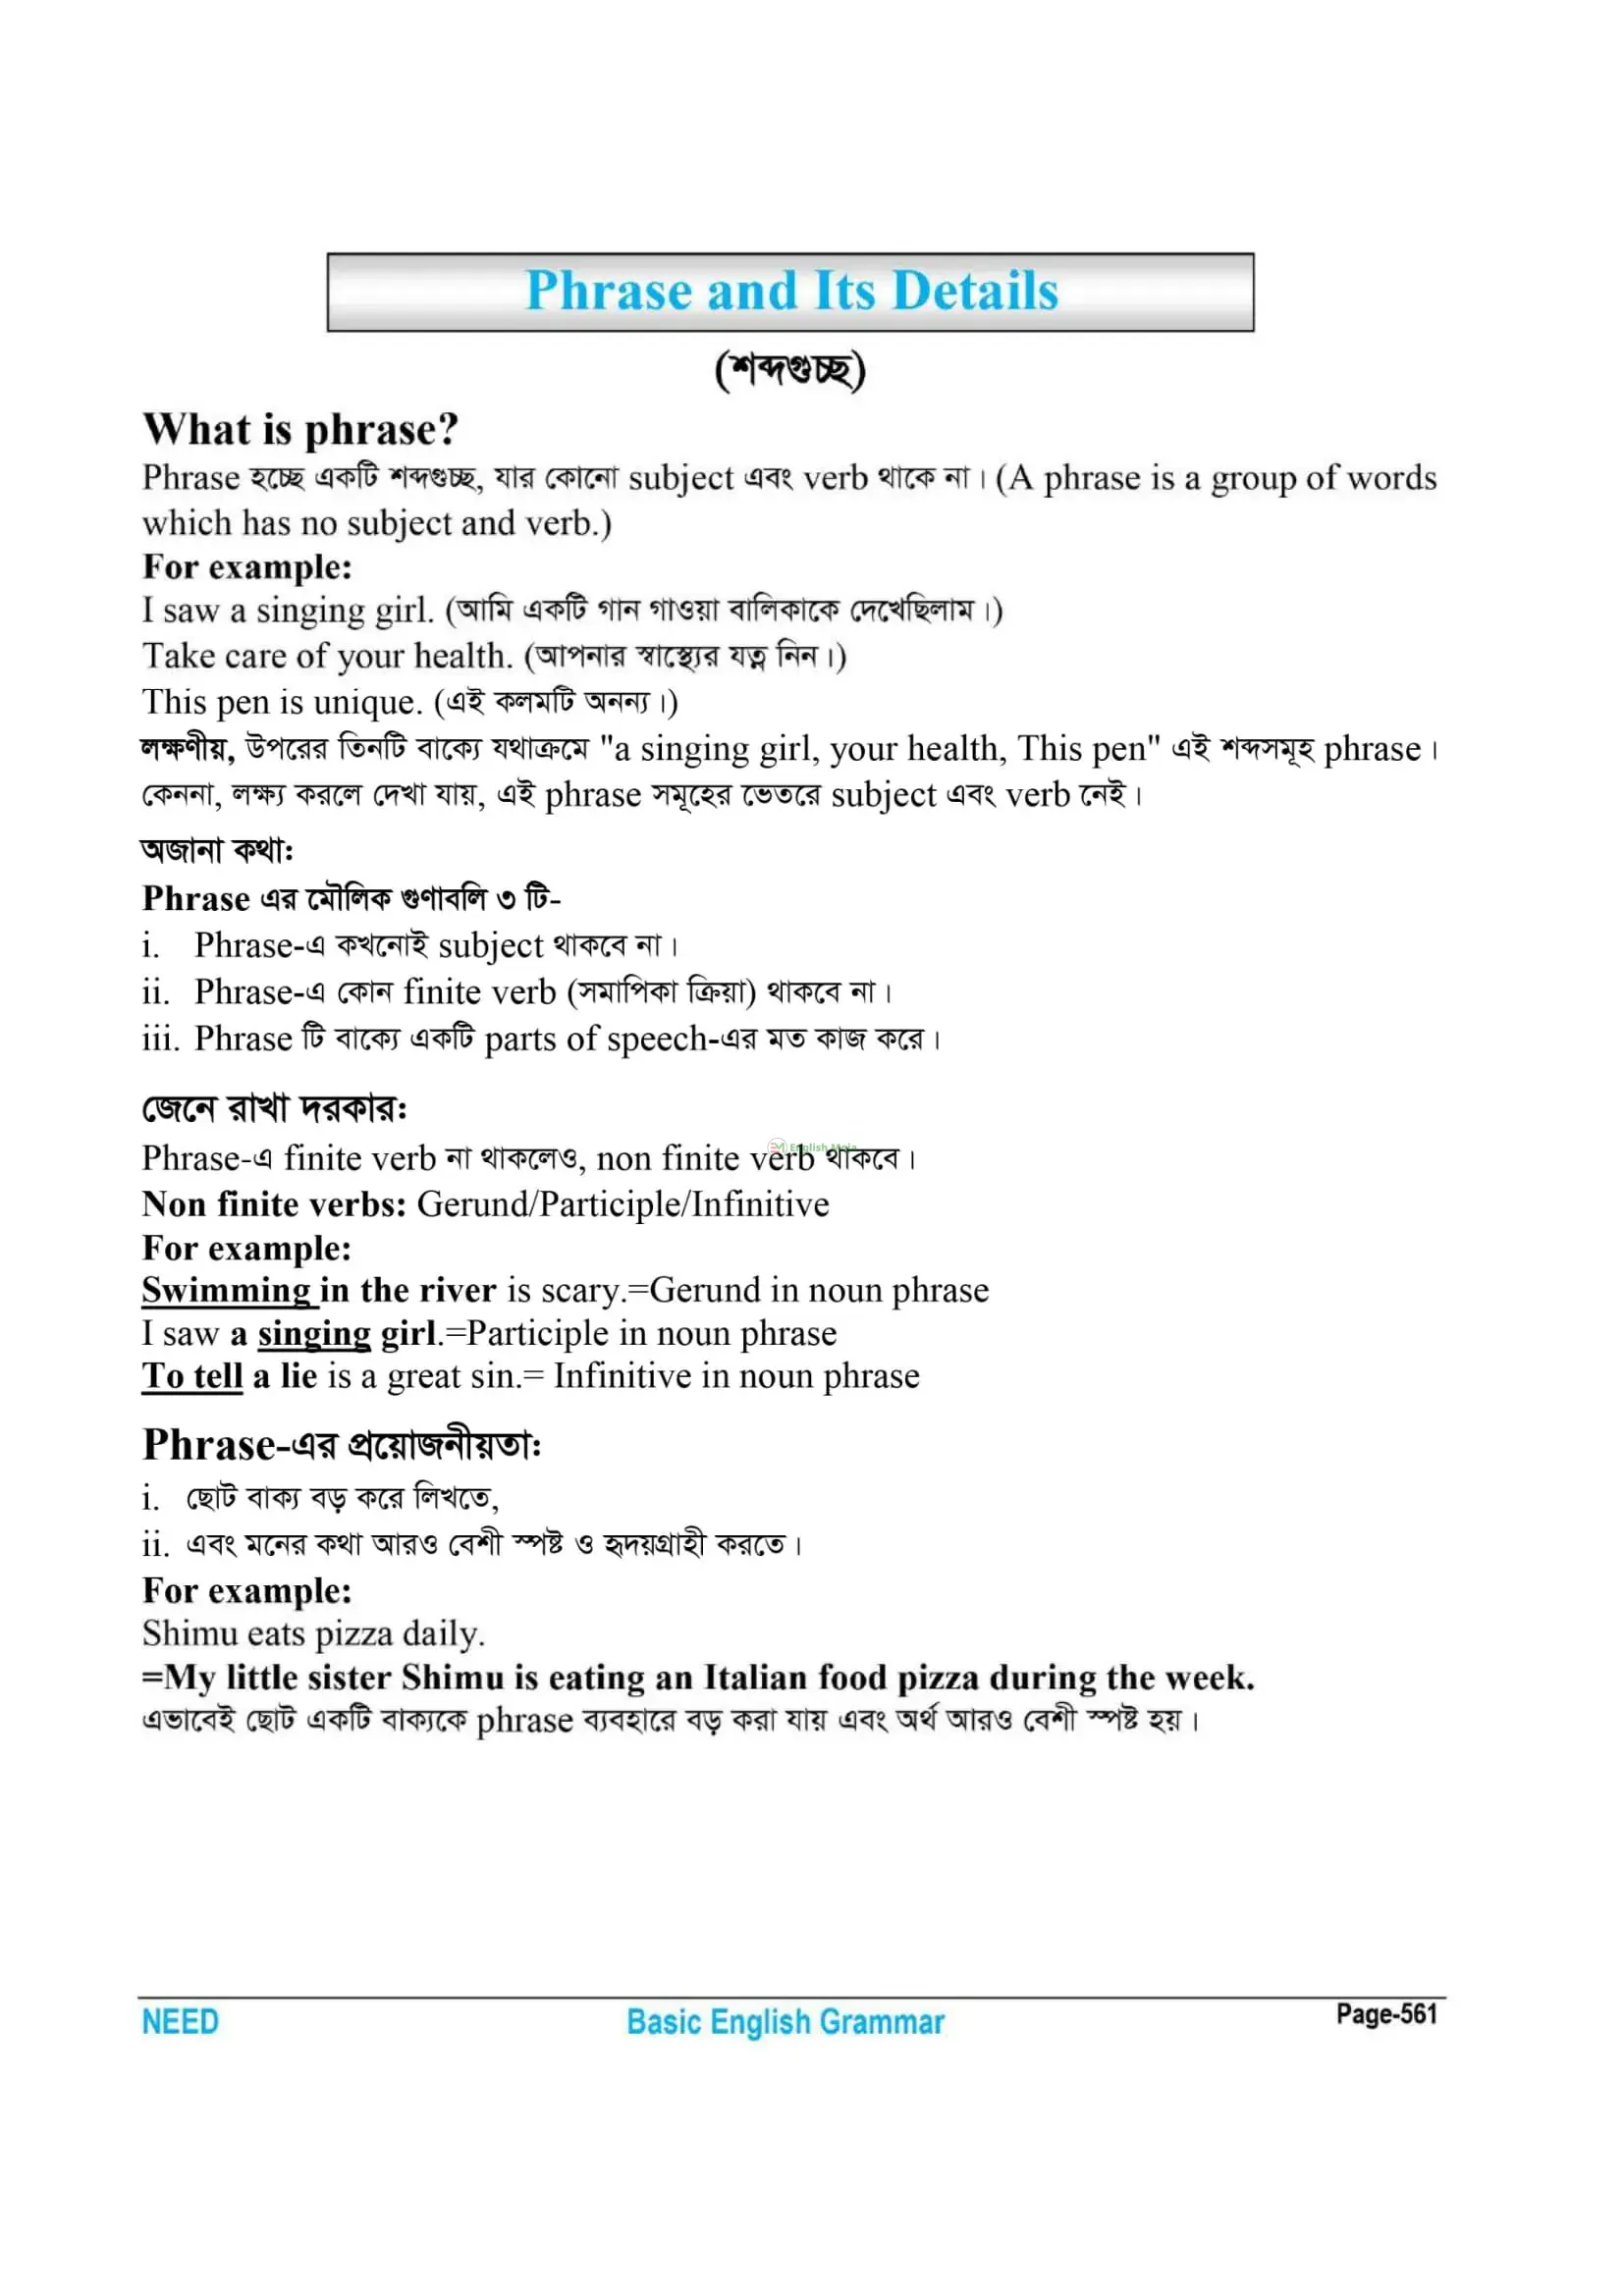 Phrase and Its Details
(শব্দগুচ্ছ)
What is phrase?
Phrase হচ্ছে একটি শব্দগুচ্ছ, যার কোনো subject এবং verb থাকে না। (A phrase is a group of words
which has no subject and verb.)
For example:
I saw a singing girl. (আমি একটি গান গাওয়া বালিকাকে দেখেছিলাম।)
Take care of your health. (আপনার স্বাস্থ্যের যত্ন নিন।)
This pen is unique. (এই কলমটি অনন্য।)
লক্ষণীয়, উপরের তিনটি বাক্যে যথাক্রমে "a singing girl, your health, This pen" এই শব্দসমূহ phrase।
কেননা, লক্ষ্য করলে দেখা যায়, এই phrase সমূহের ভেতরে subject এবং verb নেই।
অজানা কথা:
Phrase এর মৌলিক গুণাবলি ৩ টি-
i. Phrase-এ কখনোই subject থাকবে না।
ii. Phrase-এ কোন finite verb (সমাপিকা ক্রিয়া) থাকবে না।
iii. Phrase টি বাক্যে একটি parts of speech-এর মত কাজ করে।
জেনে রাখা দরকার:
English Moja
Phrase-এ finite verb না থাকলেও, non finite verb থাকবে।
Non finite verbs: Gerund/Participle/Infinitive
For example:
Swimming in the river is scary.=Gerund in noun phrase
I saw a singing girl.=Participle in noun phrase
To tell a lie is a great sin.= Infinitive in noun phrase
Phrase-এর প্রয়োজনীয়তা:
i. ছোট বাক্য বড় করে লিখতে,
ii. এবং মনের কথা আরও বেশী স্পষ্ট ও হৃদয়গ্রাহী করতে।
For example:
Shimu eats pizza daily.
=My little sister Shimu is eating an Italian food pizza during the week.
এভাবেই ছোট একটি বাক্যকে phrase ব্যবহারে বড় করা যায় এবং অর্থ আরও বেশী স্পষ্ট হয়।
NEED Basic English Grammar Page-561